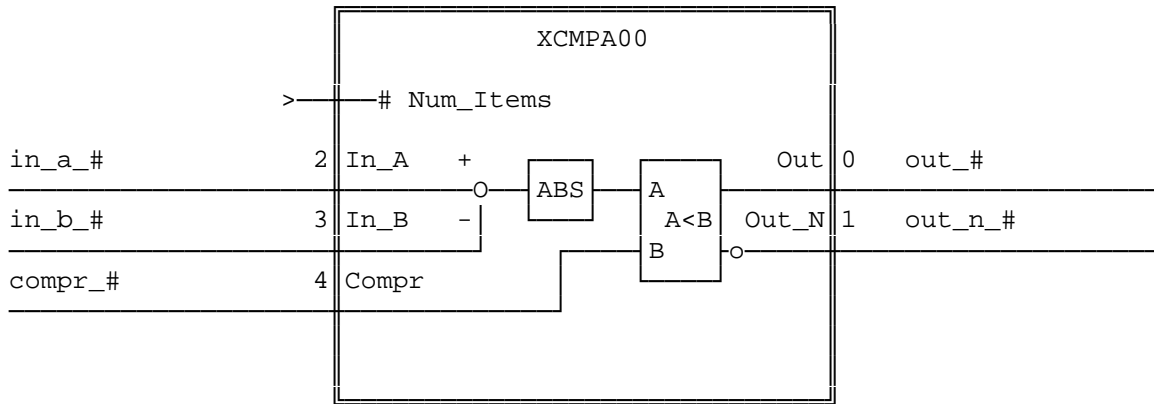 XCMPA00
># Num_Items
in_a_# 2 In_A + ABS A Out 0 out_#
in_b_# 3 In_B - A<B Out_N 1 out_n_#
B
compr_# 4 Compr